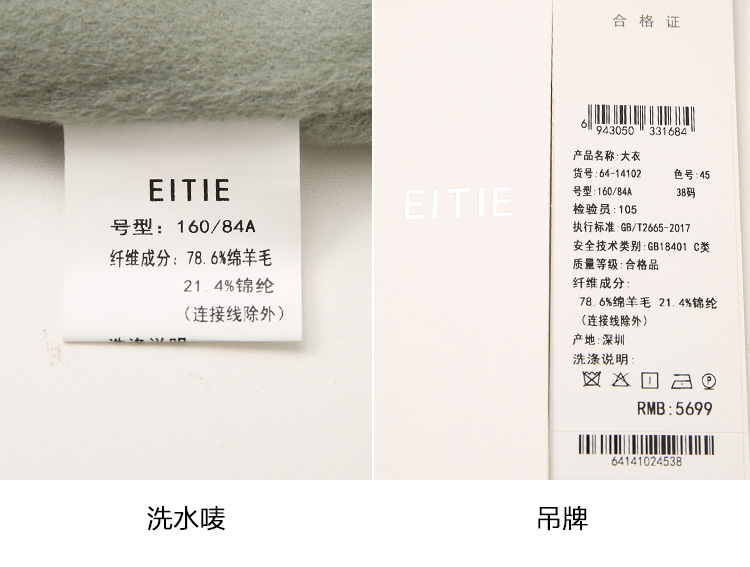 EITIE
号型：160/84A
纤维成分：78.6%绵羊毛
21.4%锦纶
（连接线除外）
洗涤说明
洗水唛
合格证
6 943050 331684
EITIE
产品名称:大衣
货号:64-14102 色号:45
号型:160/84A 38码
检验员:105
执行标准:GB/T2665-2017
安全技术类别:GB18401 C类
质量等级:合格品
纤维成分:
78.6%绵羊毛 21.4%锦纶
（连接线除外）
产地:深圳
洗涤说明:
RMB:5699
64141024538
吊牌